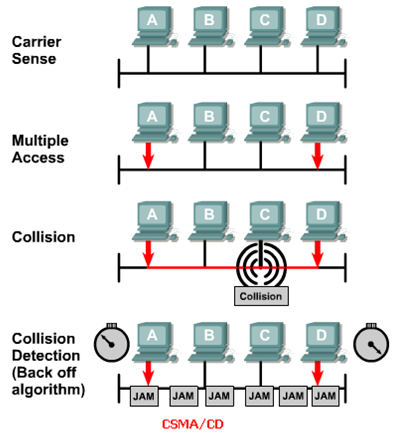 A B C D
Carrier
Sense
A B C D
Multiple
Access
A B C D
Collision
Collision
A B C D
Collision
Detection
(Back off
algorithm)
JAM JAM JAM JAM JAM JAM
CSMA/CD